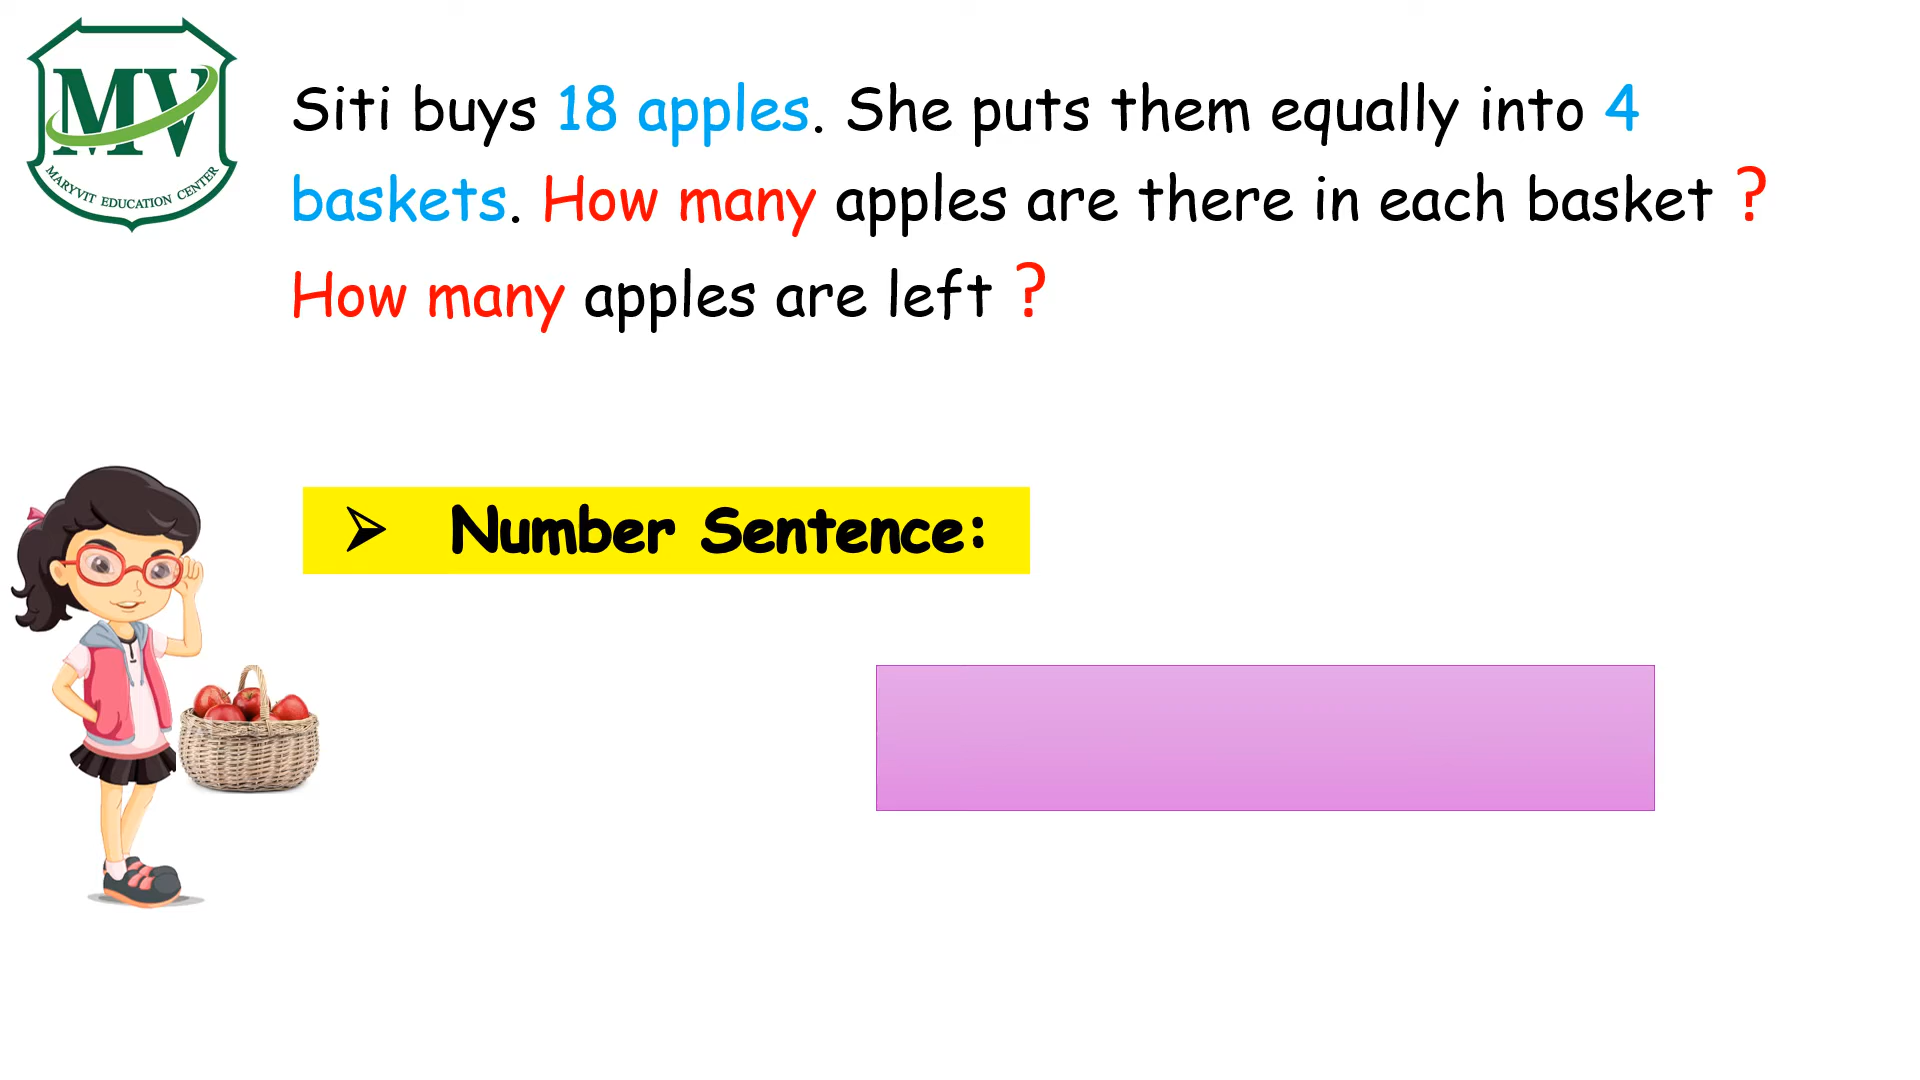 MV
MARYVIT EDUCATION CENTER
Siti buys 18 apples. She puts them equally into 4
baskets. How many apples are there in each basket ?
How many apples are left ?
➢ Number Sentence: